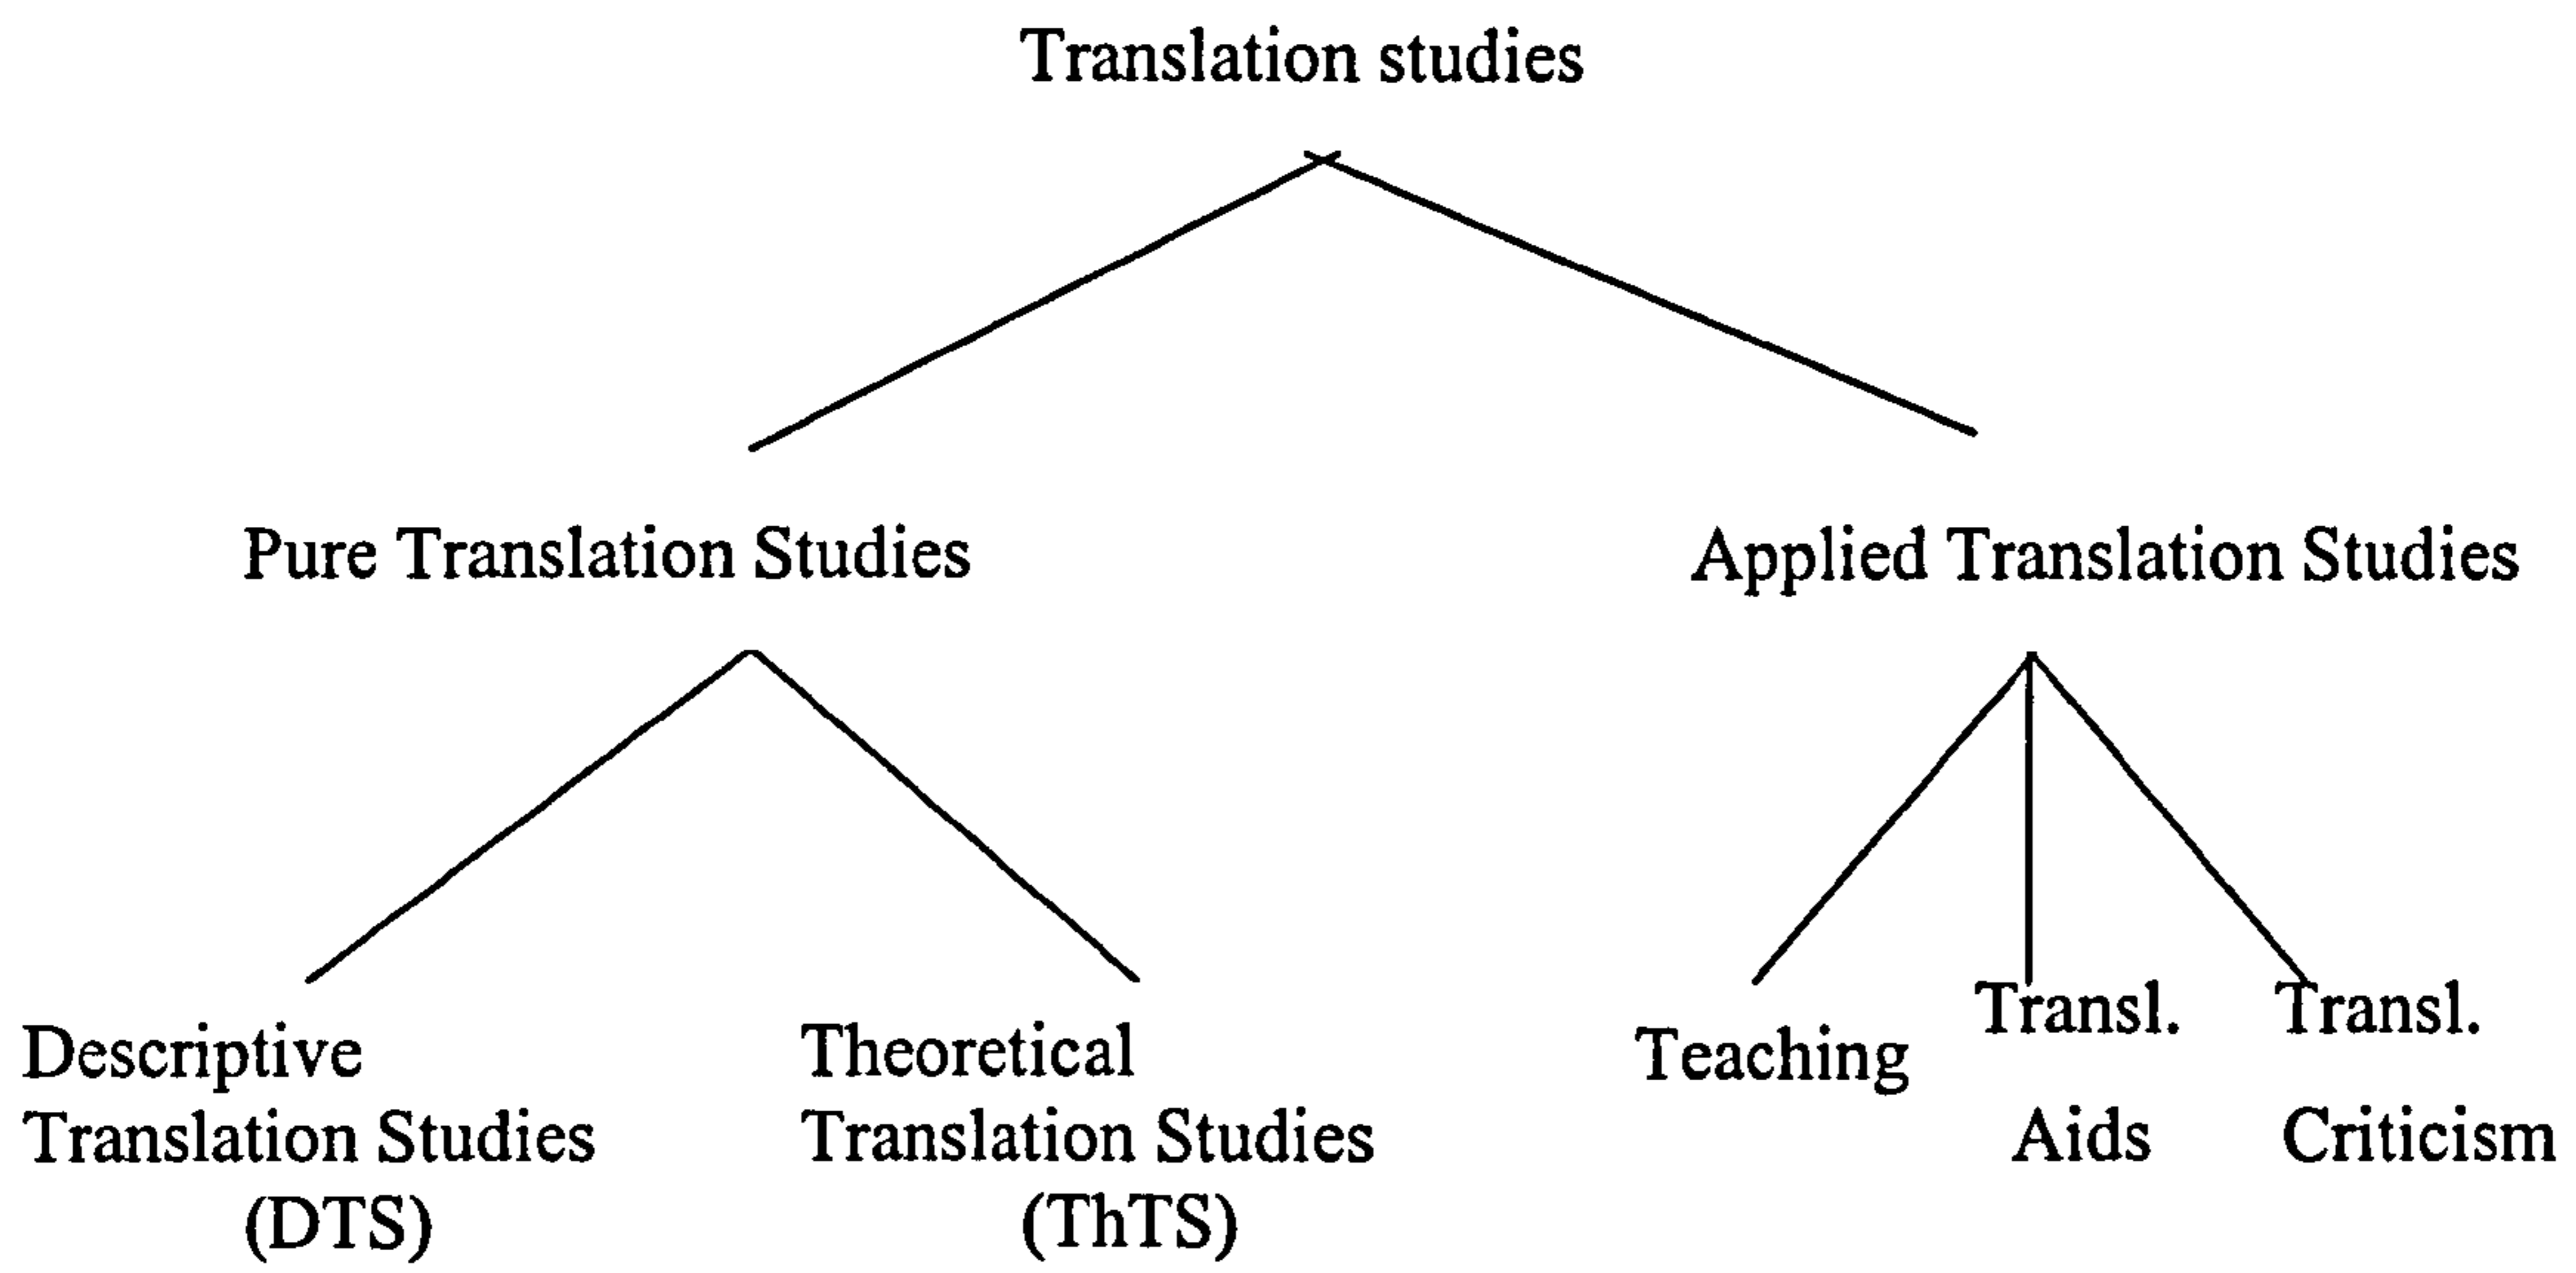 Translation studies
Pure Translation Studies
Applied Translation Studies
Descriptive
Translation Studies
(DTS)
Theoretical
Translation Studies
(ThTS)
Teaching
Transl.
Aids
Transl.
Criticism